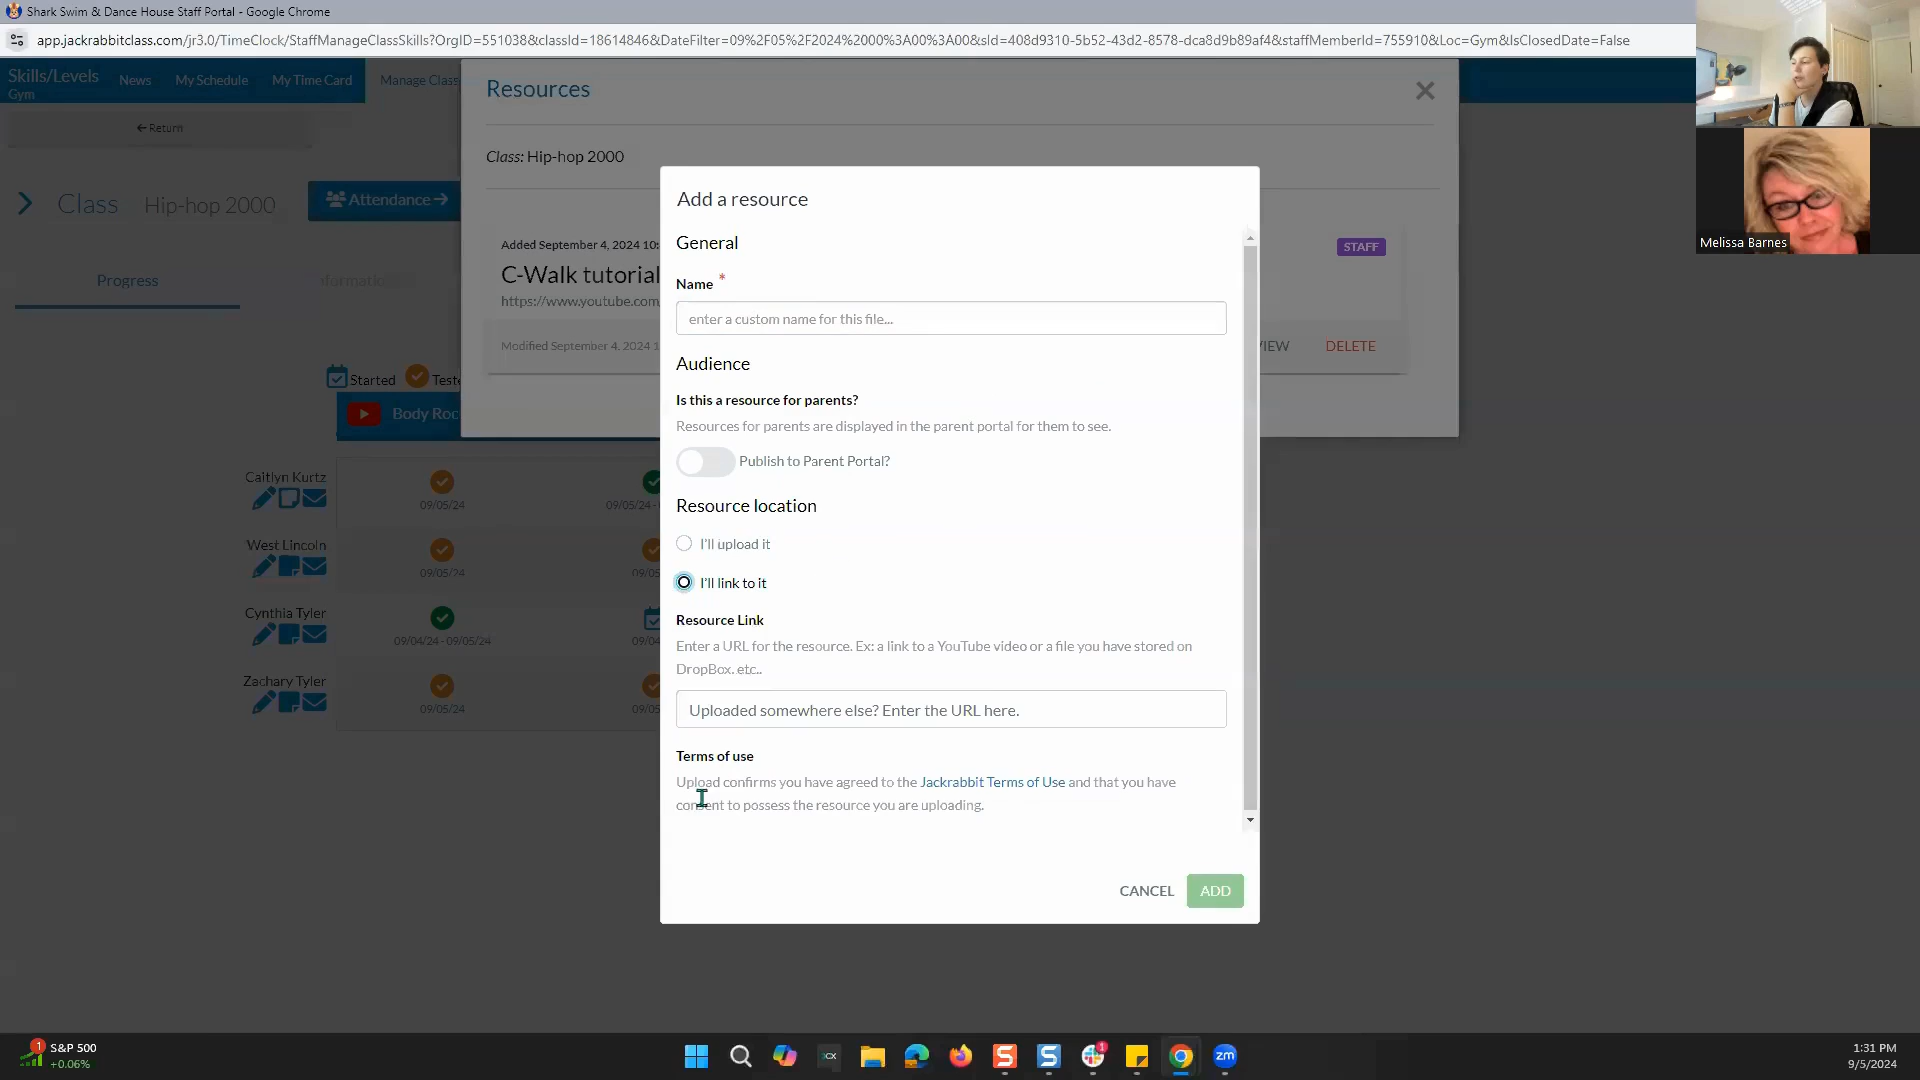 Shark Swim & Dance House Staff Portal - Google Chrome
app.jackrabbitclass.com/jr3.0/TimeClock/StaffManageClassSkills?OrgID=551038&classId=18614846&DateFilter=09%2F05%2F2024%2000%3A00%3A00&sId=408d9310-5b52-43d2-8578-dca8d9b89af4&staffMemberId=755910&Loc=Gym&IsClosedDate=False
Skills/Levels
Gym
News
My Schedule
My Time Card
Manage Class
Return
Class
Hip-hop 2000
Attendance
Progress
Started
Teste
Body Roc
Caitlyn Kurtz
09/05/24
09/05/24 -
West Lincoln
09/05/24
09/05
Cynthia Tyler
09/04/24 - 09/05/24
09/04
Zachary Tyler
09/05/24
09/05
Resources
Class: Hip-hop 2000
Added September 4, 2024 10:
STAFF
C-Walk tutorial
https://www.youtube.com
Modified September 4, 2024 1
VIEW
DELETE
Add a resource
General
Name *
enter a custom name for this file...
Audience
Is this a resource for parents?
Resources for parents are displayed in the parent portal for them to see.
Publish to Parent Portal?
Resource location
I'll upload it
I'll link to it
Resource Link
Enter a URL for the resource. Ex: a link to a YouTube video or a file you have stored on
DropBox, etc..
Uploaded somewhere else? Enter the URL here.
Terms of use
Upload confirms you have agreed to the Jackrabbit Terms of Use and that you have
consent to possess the resource you are uploading.
CANCEL
ADD
Melissa Barnes
1
S&P 500
+0.06%
CX
S
S
1
zm
1:31 PM
9/5/2024